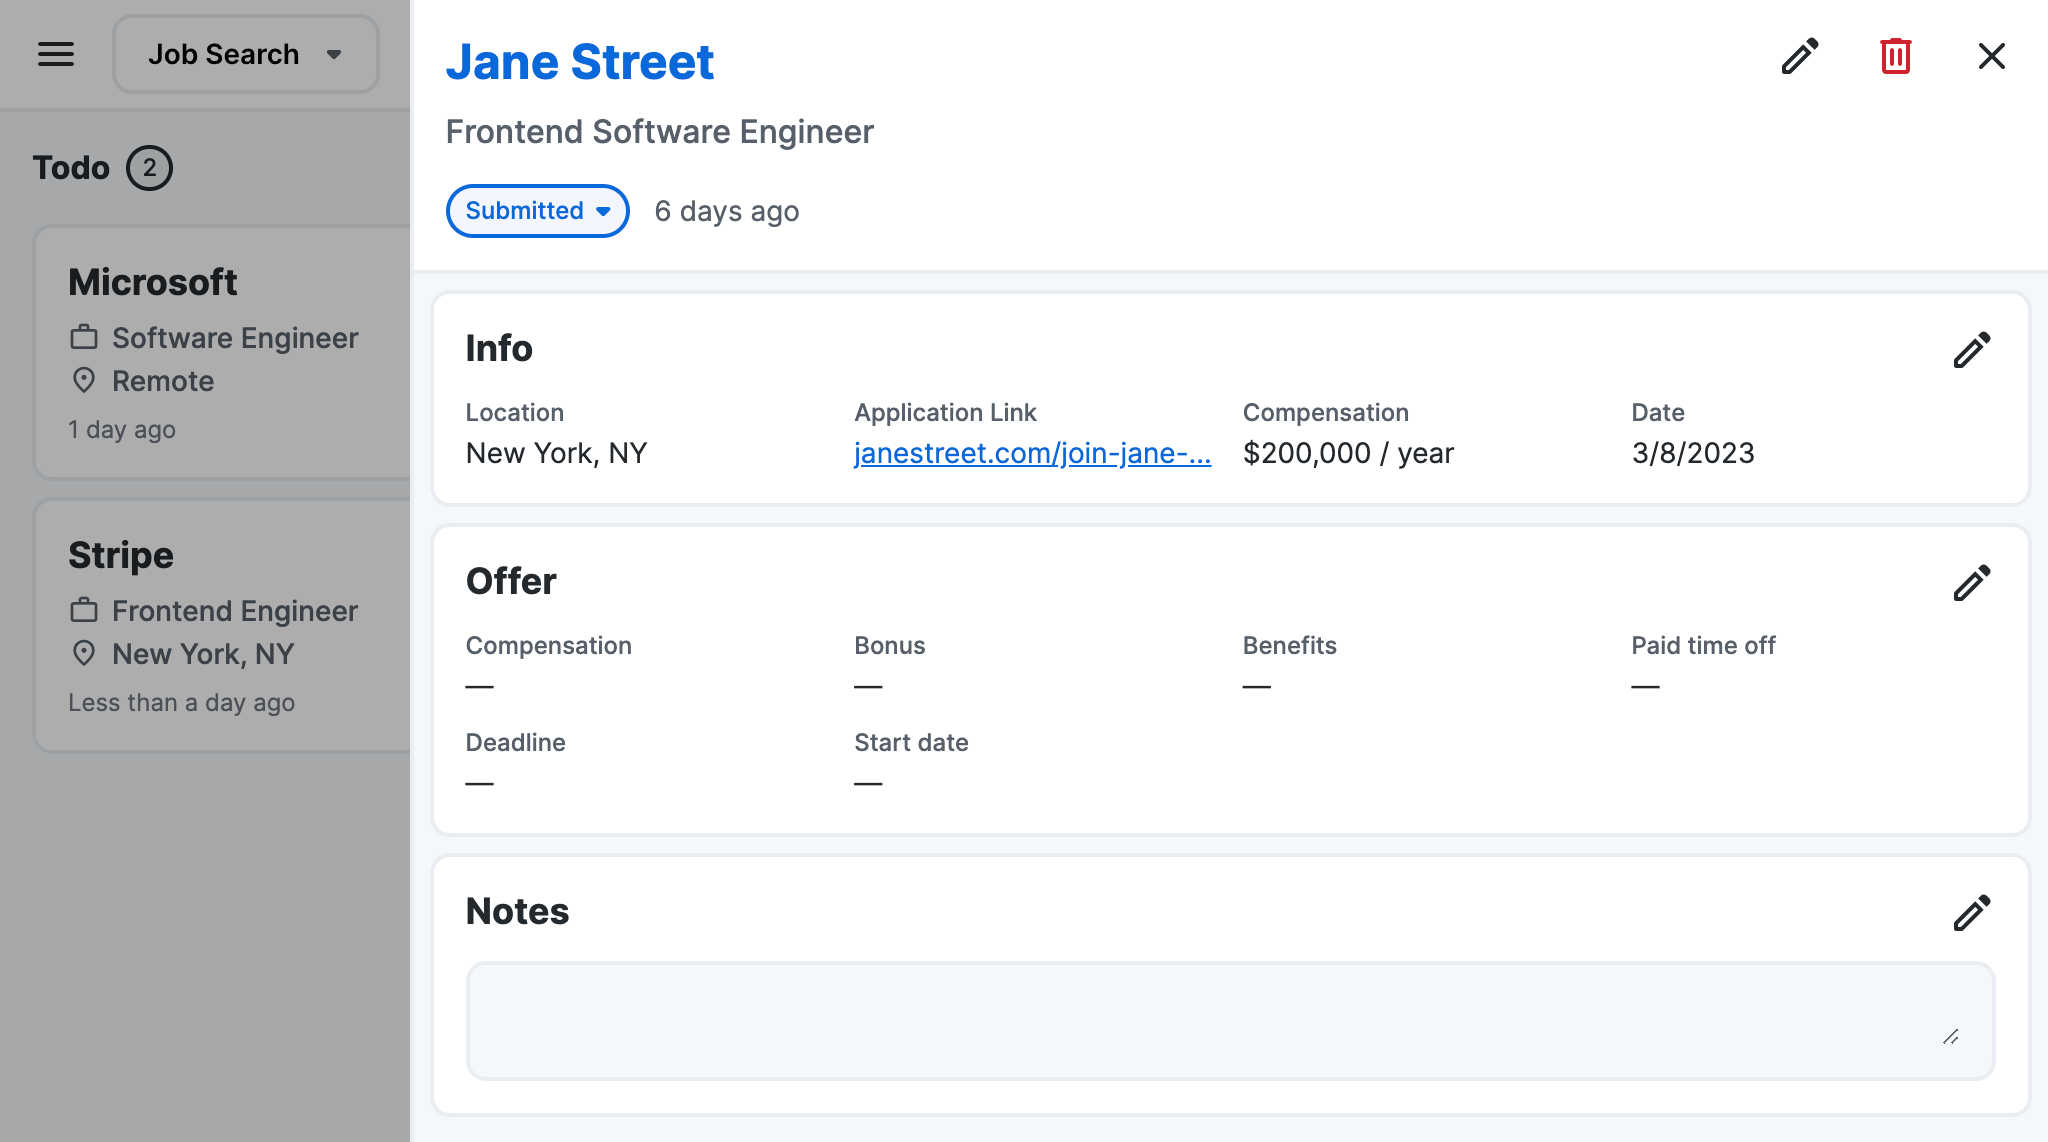 Job Search
Todo 2
Microsoft
Software Engineer
Remote
1 day ago
Stripe
Frontend Engineer
New York, NY
Less than a day ago
Jane Street
Frontend Software Engineer
Submitted 6 days ago
Info
Location Application Link Compensation Date
New York, NY janestreet.com/join-jane-... $200,000 / year 3/8/2023
Offer
Compensation Bonus Benefits Paid time off
— — — —
Deadline Start date
— —
Notes